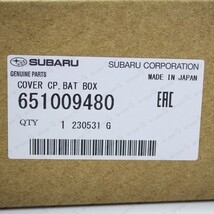 SUBARU
SUBARU CORPORATION
GENUINE PARTS
MADE IN JAPAN
COVER CP, BAT BOX
651009480
EAC
QTY 1 230531 G